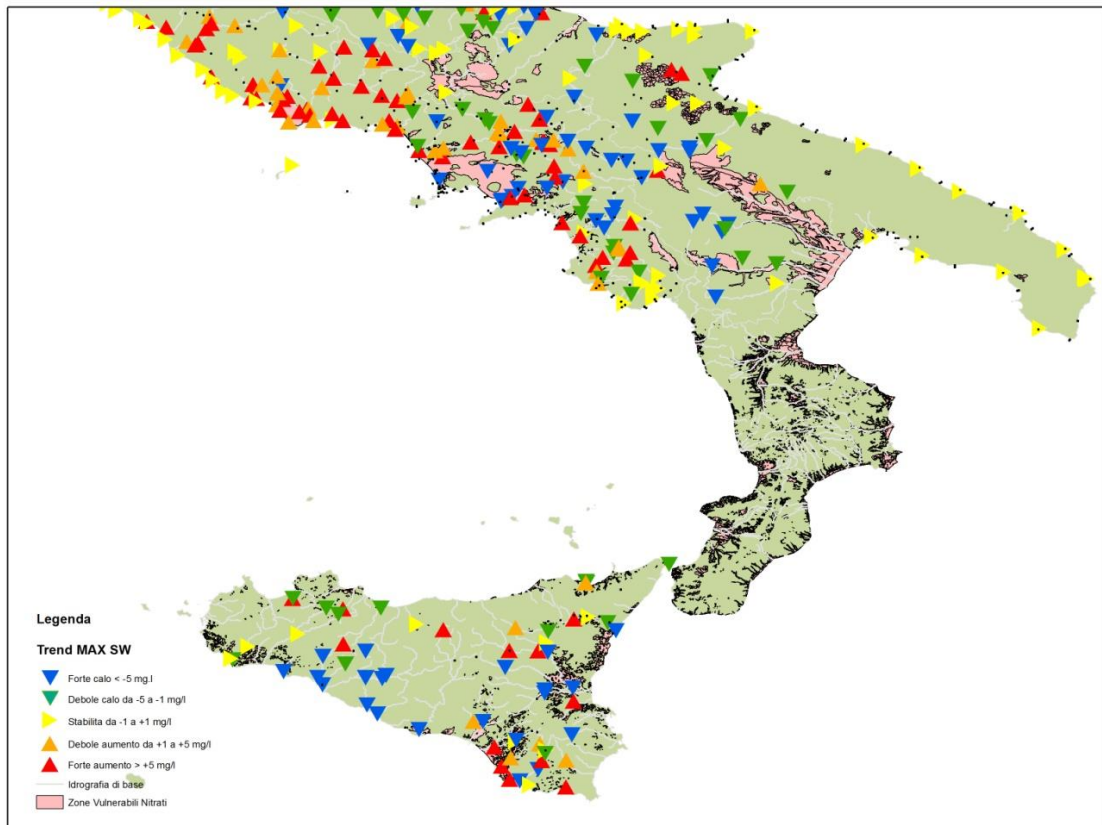 Legenda
Trend MAX SW
Forte calo < -5 mg.l
Debole calo da -5 a -1 mg/l
Stabilita da -1 a +1 mg/l
Debole aumento da +1 a +5 mg/l
Forte aumento > +5 mg/l
Idrografia di base
Zone Vulnerabili Nitrati